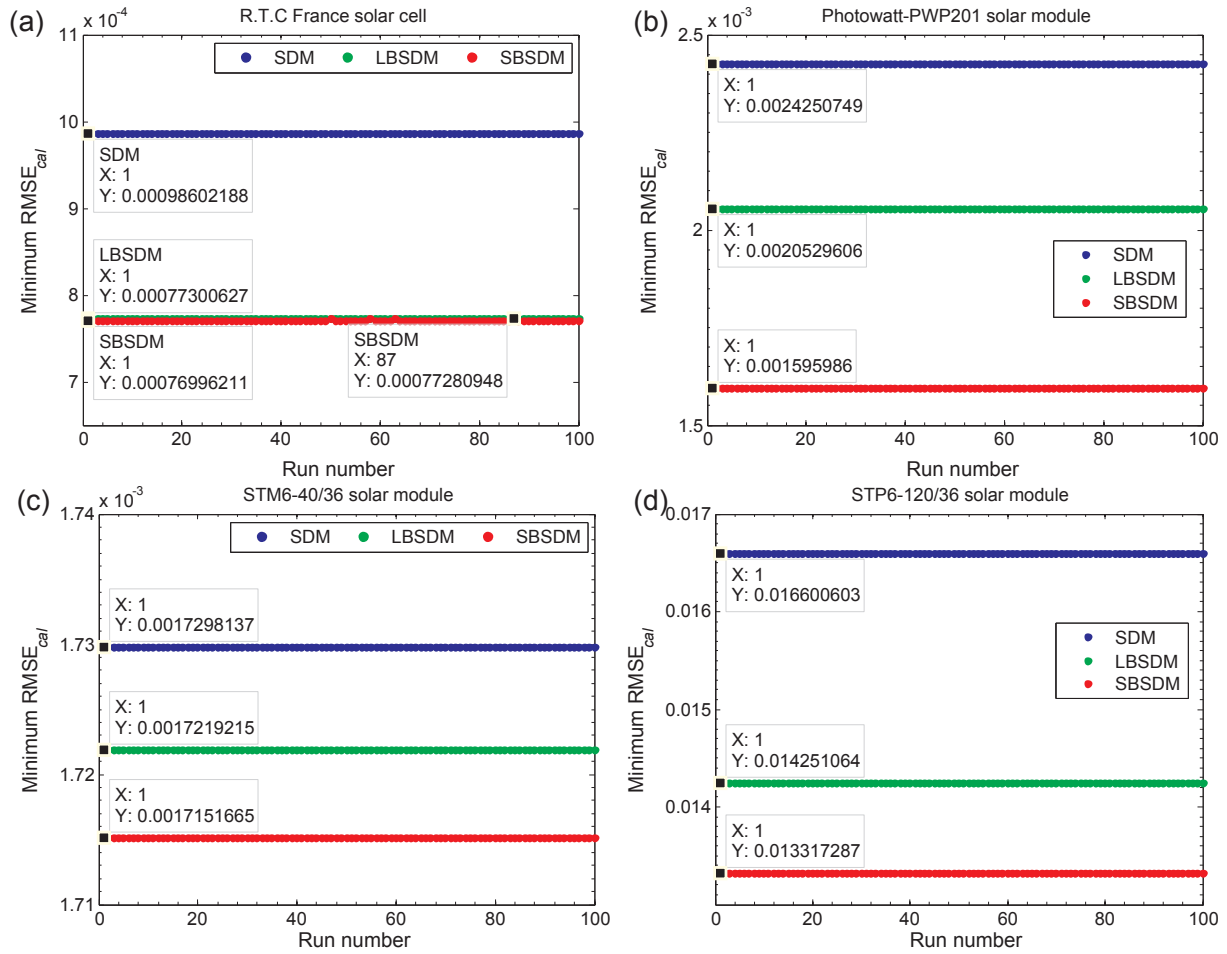 (a)
R.T.C France solar cell
x 10-4
SDM LBSDM SBSDM
11
10
9
8
7
Minimum RMSEcal
SDM
X: 1
Y: 0.00098602188
LBSDM
X: 1
Y: 0.00077300627
SBSDM
X: 1
Y: 0.00076996211
SBSDM
X: 87
Y: 0.00077280948
0 20 40 60 80 100
Run number
(b)
Photowatt-PWP201 solar module
x 10-3
2.5
2
1.5
Minimum RMSEcal
X: 1
Y: 0.0024250749
X: 1
Y: 0.0020529606
SDM
LBSDM
SBSDM
X: 1
Y: 0.001595986
0 20 40 60 80 100
Run number
(c)
STM6-40/36 solar module
x 10-3
SDM LBSDM SBSDM
1.74
1.73
1.72
1.71
Minimum RMSEcal
X: 1
Y: 0.0017298137
X: 1
Y: 0.0017219215
X: 1
Y: 0.0017151665
0 20 40 60 80 100
Run number
(d)
STP6-120/36 solar module
0.017
0.016
0.015
0.014
Minimum RMSEcal
X: 1
Y: 0.016600603
SDM
LBSDM
SBSDM
X: 1
Y: 0.014251064
X: 1
Y: 0.013317287
0 20 40 60 80 100
Run number